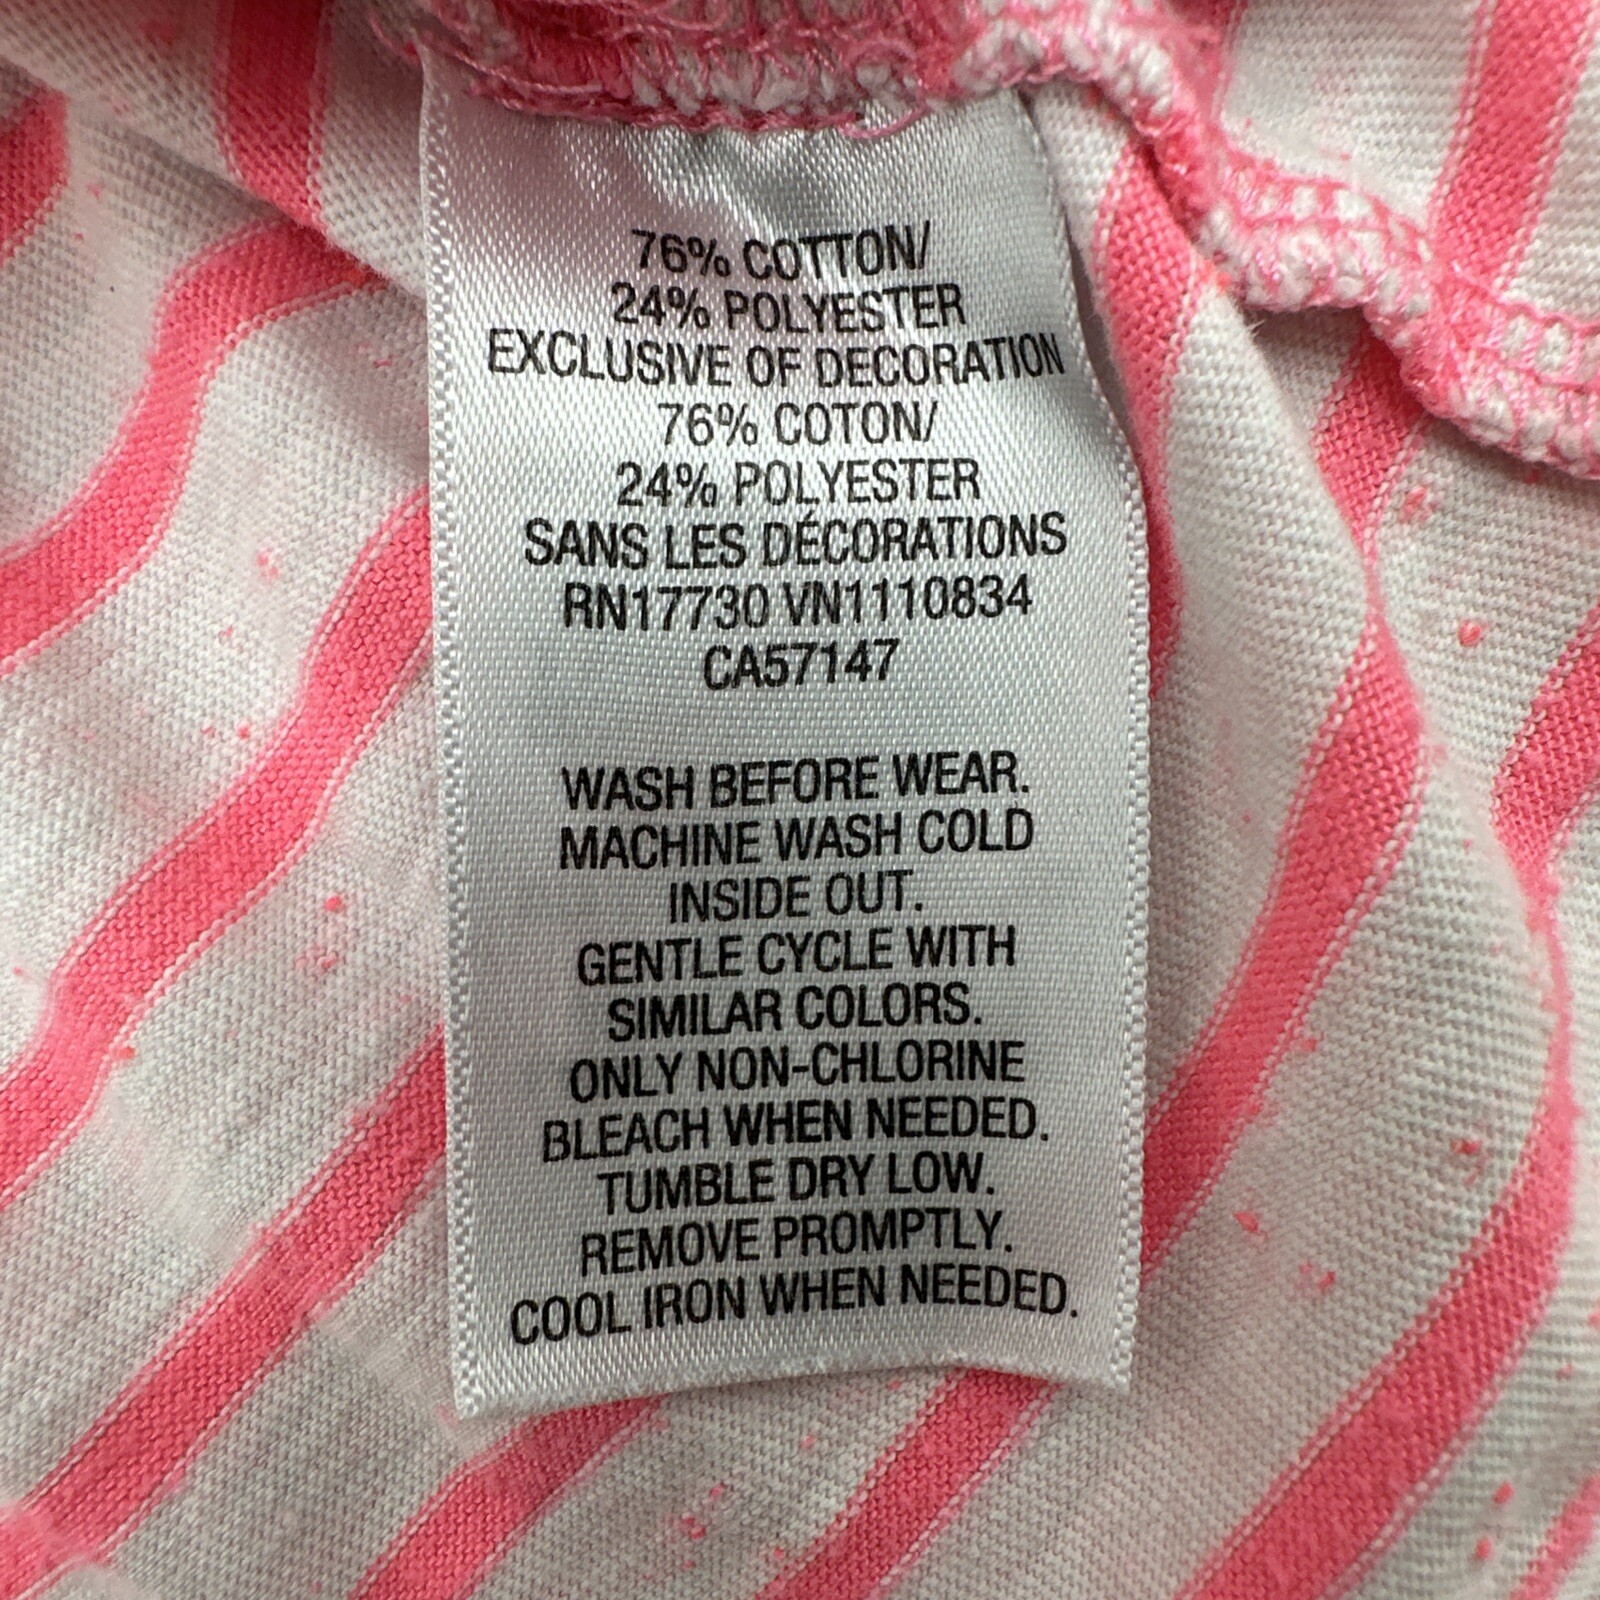 76% COTTON/
24% POLYESTER
EXCLUSIVE OF DECORATION
76% COTON/
24% POLYESTER
SANS LES DÉCORATIONS
RN17730 VN1110834
CA57147
WASH BEFORE WEAR.
MACHINE WASH COLD
INSIDE OUT.
GENTLE CYCLE WITH
SIMILAR COLORS.
ONLY NON-CHLORINE
BLEACH WHEN NEEDED.
TUMBLE DRY LOW.
REMOVE PROMPTLY.
COOL IRON WHEN NEEDED.